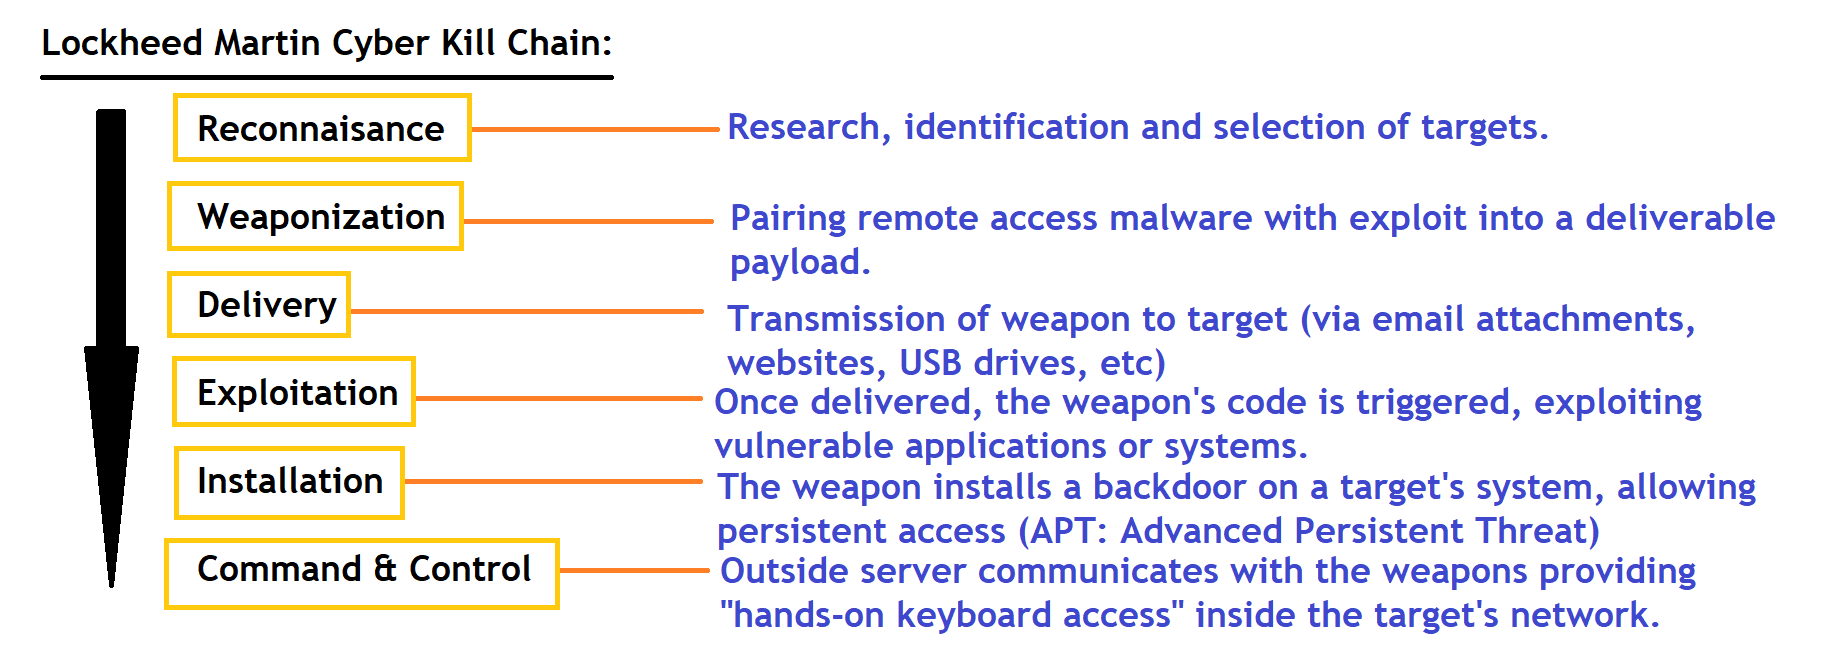 Lockheed Martin Cyber Kill Chain:
Reconnaisance
Research, identification and selection of targets.
Weaponization
Pairing remote access malware with exploit into a deliverable
payload.
Delivery
Transmission of weapon to target (via email attachments,
websites, USB drives, etc)
Exploitation
Once delivered, the weapon's code is triggered, exploiting
vulnerable applications or systems.
Installation
The weapon installs a backdoor on a target's system, allowing
persistent access (APT: Advanced Persistent Threat)
Command & Control
Outside server communicates with the weapons providing
"hands-on keyboard access" inside the target's network.